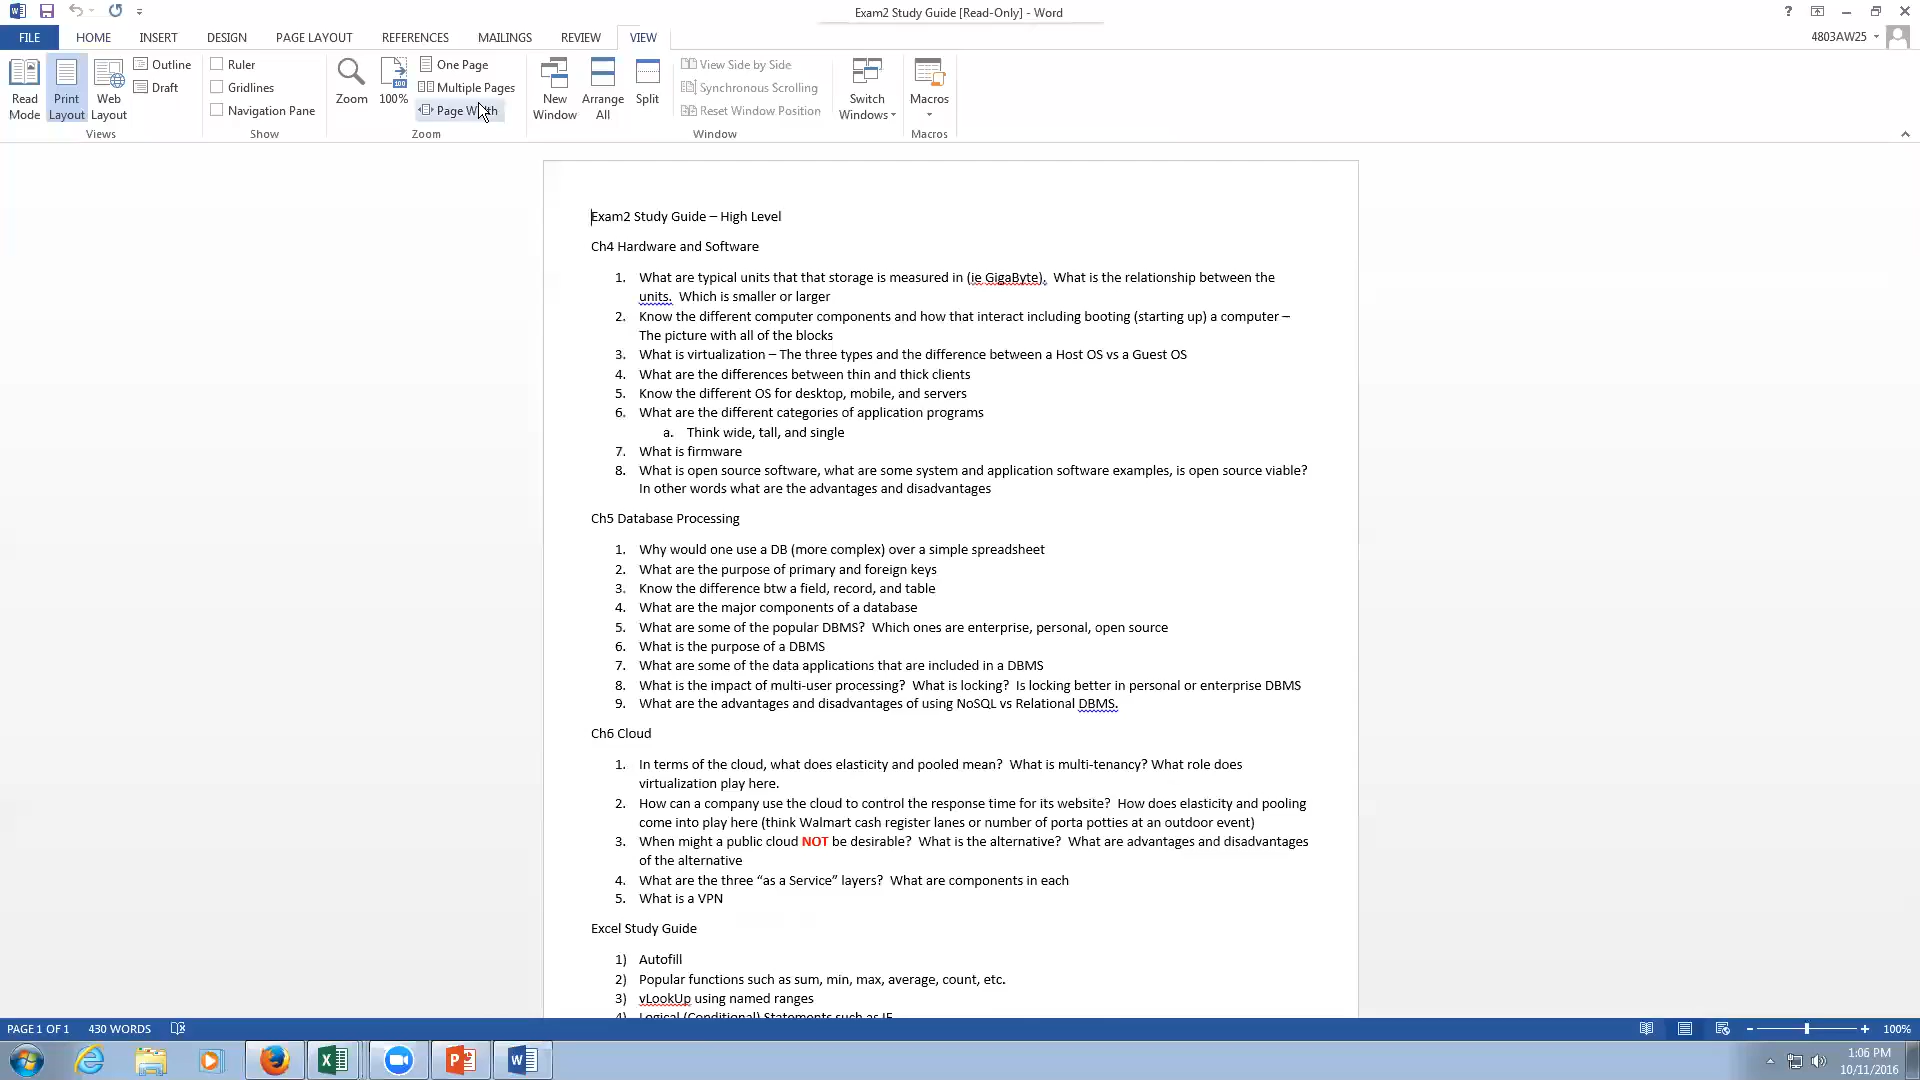 Exam2 Study Guide [Read-Only] - Word
?
FILE HOME INSERT DESIGN PAGE LAYOUT REFERENCES MAILINGS REVIEW VIEW 4803AW25
Read Mode
Print Layout
Web Layout
Outline
Draft
Views
Ruler
Gridlines
Navigation Pane
Show
Zoom
100%
One Page
Multiple Pages
Page Width
Zoom
New Window
Arrange All
Split
View Side by Side
Synchronous Scrolling
Reset Window Position
Switch Windows
Window
Macros
Macros
Exam2 Study Guide – High Level
Ch4 Hardware and Software
1. What are typical units that that storage is measured in (ie GigaByte). What is the relationship between the
units. Which is smaller or larger
2. Know the different computer components and how that interact including booting (starting up) a computer –
The picture with all of the blocks
3. What is virtualization – The three types and the difference between a Host OS vs a Guest OS
4. What are the differences between thin and thick clients
5. Know the different OS for desktop, mobile, and servers
6. What are the different categories of application programs
a. Think wide, tall, and single
7. What is firmware
8. What is open source software, what are some system and application software examples, is open source viable?
In other words what are the advantages and disadvantages
Ch5 Database Processing
1. Why would one use a DB (more complex) over a simple spreadsheet
2. What are the purpose of primary and foreign keys
3. Know the difference btw a field, record, and table
4. What are the major components of a database
5. What are some of the popular DBMS? Which ones are enterprise, personal, open source
6. What is the purpose of a DBMS
7. What are some of the data applications that are included in a DBMS
8. What is the impact of multi-user processing? What is locking? Is locking better in personal or enterprise DBMS
9. What are the advantages and disadvantages of using NoSQL vs Relational DBMS.
Ch6 Cloud
1. In terms of the cloud, what does elasticity and pooled mean? What is multi-tenancy? What role does
virtualization play here.
2. How can a company use the cloud to control the response time for its website? How does elasticity and pooling
come into play here (think Walmart cash register lanes or number of porta potties at an outdoor event)
3. When might a public cloud NOT be desirable? What is the alternative? What are advantages and disadvantages
of the alternative
4. What are the three “as a Service” layers? What are components in each
5. What is a VPN
Excel Study Guide
1) Autofill
2) Popular functions such as sum, min, max, average, count, etc.
3) vLookUp using named ranges
4) Logical (Conditional) Statements such as IF
PAGE 1 OF 1 430 WORDS 100%
1:06 PM
10/11/2016